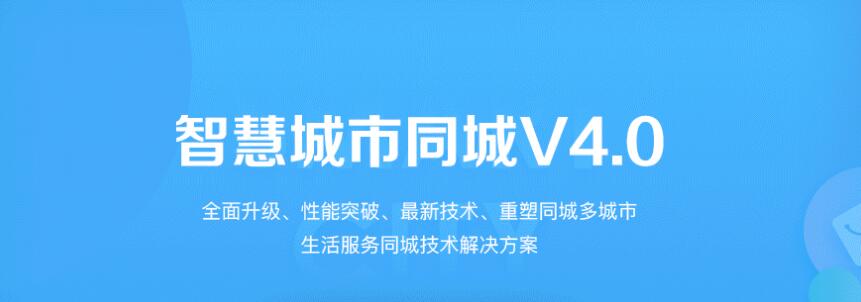 智慧城市同城V4.0
全面升级、性能突破、最新技术、重塑同城多城市
生活服务同城技术解决方案